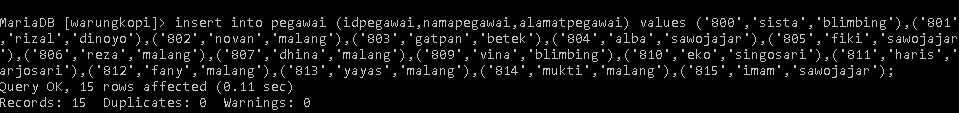 MariaDB [warungkopi]> insert into pegawai (idpegawai,namapegawai,alamatpegawai) values ('800','sista','blimbing'),('801'
,'rizal','dinoyo'),('802','novan','malang'),('803','gatpan','betek'),('804','alba','sawojajar'),('805','fiki','sawojajar
'),('806','reza','malang'),('807','dhina','malang'),('809','vina','blimbing'),('810','eko','singosari'),('811','haris','
arjosari'),('812','fany','malang'),('813','yayas','malang'),('814','mukti','malang'),('815','imam','sawojajar');
Query OK, 15 rows affected (0.11 sec)
Records: 15  Duplicates: 0  Warnings: 0